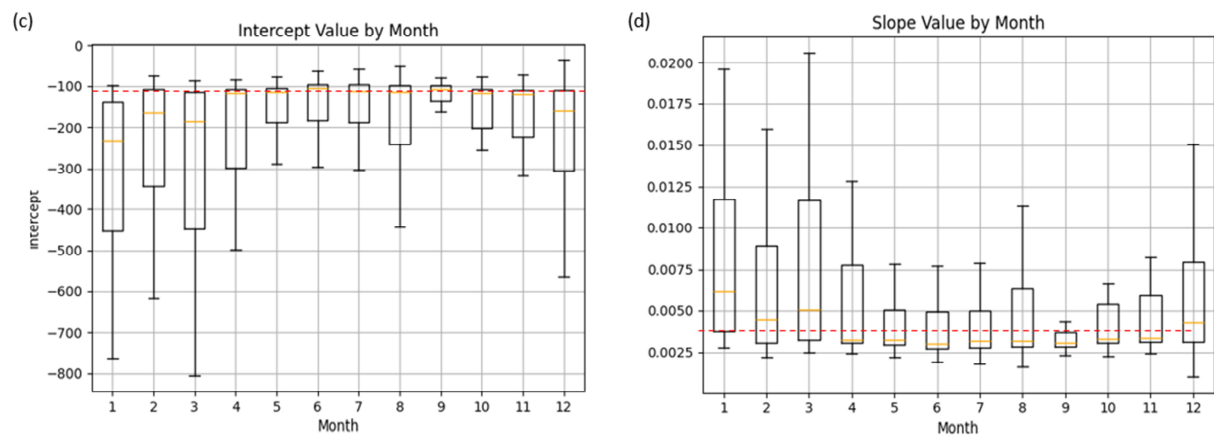 (c)
Intercept Value by Month
0
−100
−200
−300
−400
−500
−600
−700
−800
Intercept
1 2 3 4 5 6 7 8 9 10 11 12
Month
(d)
Slope Value by Month
0.0200
0.0175
0.0150
0.0125
0.0100
0.0075
0.0050
0.0025
1 2 3 4 5 6 7 8 9 10 11 12
Month